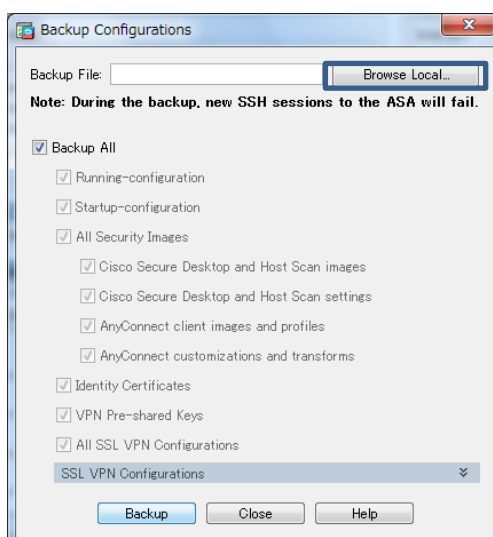 Backup Configurations
Backup File: Browse Local...
Note: During the backup, new SSH sessions to the ASA will fail.
Backup All
Running-configuration
Startup-configuration
All Security Images
Cisco Secure Desktop and Host Scan images
Cisco Secure Desktop and Host Scan settings
AnyConnect client images and profiles
AnyConnect customizations and transforms
Identity Certificates
VPN Pre-shared Keys
All SSL VPN Configurations
SSL VPN Configurations
Backup Close Help